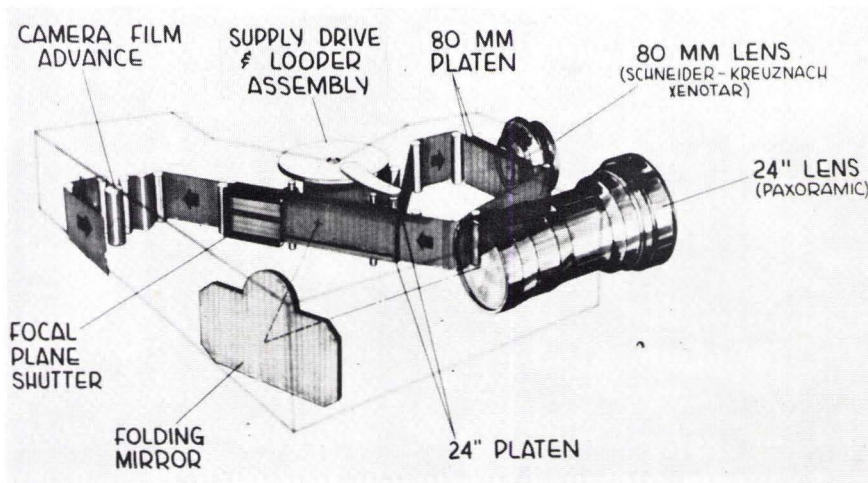 CAMERA FILM
ADVANCE
SUPPLY DRIVE
& LOOPER
ASSEMBLY
80 MM
PLATEN
80 MM LENS
(SCHNEIDER-KREUZNACH
XENOTAR)
24" LENS
(PAXORAMIC)
FOCAL
PLANE
SHUTTER
FOLDING
MIRROR
24" PLATEN